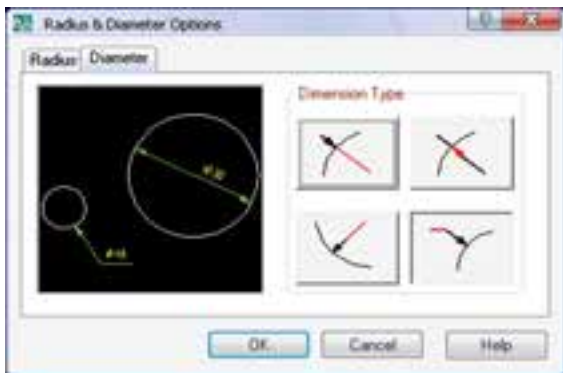 Radius & Diameter Options
Radius
Diameter
Dimension Type
OK
Cancel
Help